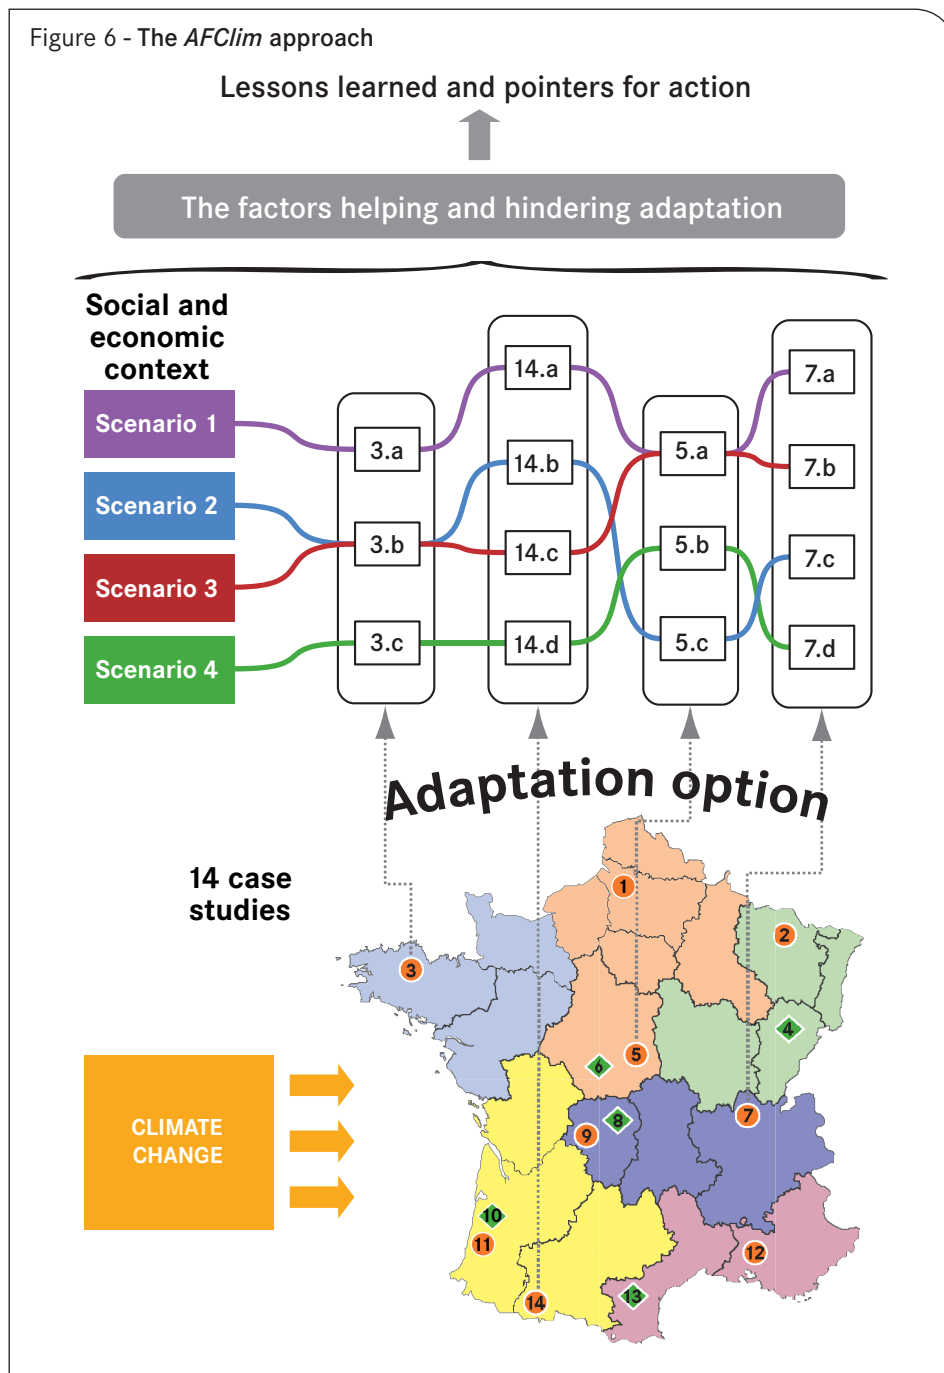 Figure 6 - The AFClim approach
Lessons learned and pointers for action
The factors helping and hindering adaptation
Social and
economic
context
Scenario 1
Scenario 2
Scenario 3
Scenario 4
3.a
3.b
3.c
14.a
14.b
14.c
14.d
5.a
5.b
5.c
7.a
7.b
7.c
7.d
Adaptation option
14 case
studies
CLIMATE
CHANGE
1
2
3
4
5
6
7
8
9
10
11
12
13
14